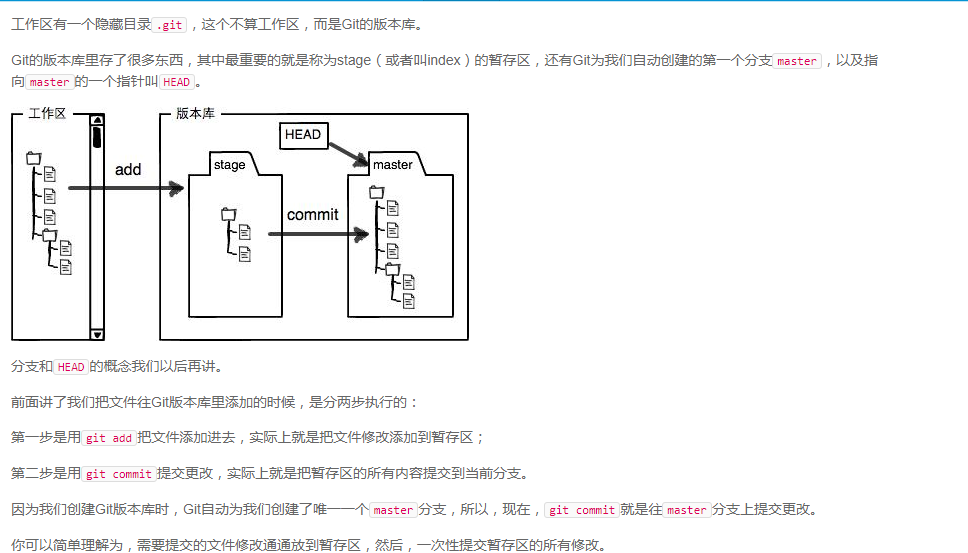 工作区有一个隐藏目录.git，这个不算工作区，而是Git的版本库。
Git的版本库里存了很多东西，其中最重要的就是称为stage（或者叫index）的暂存区，还有Git为我们自动创建的第一个分支master，以及指
向master的一个指针叫HEAD。
工作区
版本库
HEAD
stage
master
add
commit
分支和HEAD的概念我们以后再讲。
前面讲了我们把文件往Git版本库里添加的时候，是分两步执行的：
第一步是用git add把文件添加进去，实际上就是把文件修改添加到暂存区；
第二步是用git commit提交更改，实际上就是把暂存区的所有内容提交到当前分支。
因为我们创建Git版本库时，Git自动为我们创建了唯一一个master分支，所以，现在，git commit就是往master分支上提交更改。
你可以简单理解为，需要提交的文件修改通通放到暂存区，然后，一次性提交暂存区的所有修改。